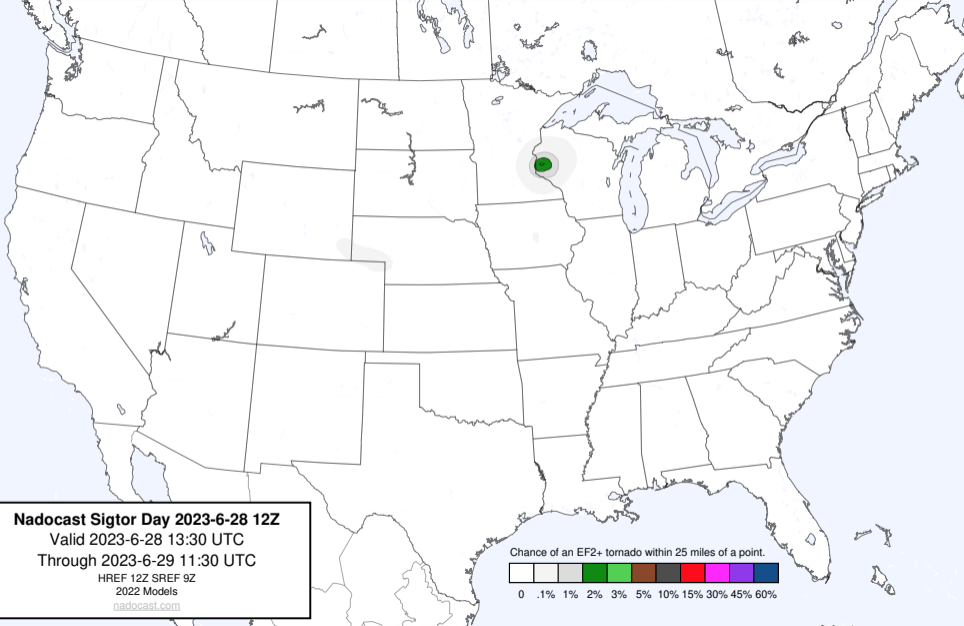 Nadocast Sigtor Day 2023-6-28 12Z
Valid 2023-6-28 13:30 UTC
Through 2023-6-29 11:30 UTC
HREF 12Z SREF 9Z
2022 Models
nadocast.com
Chance of an EF2+ tornado within 25 miles of a point.
0 .1% 1% 2% 3% 5% 10% 15% 30% 45% 60%